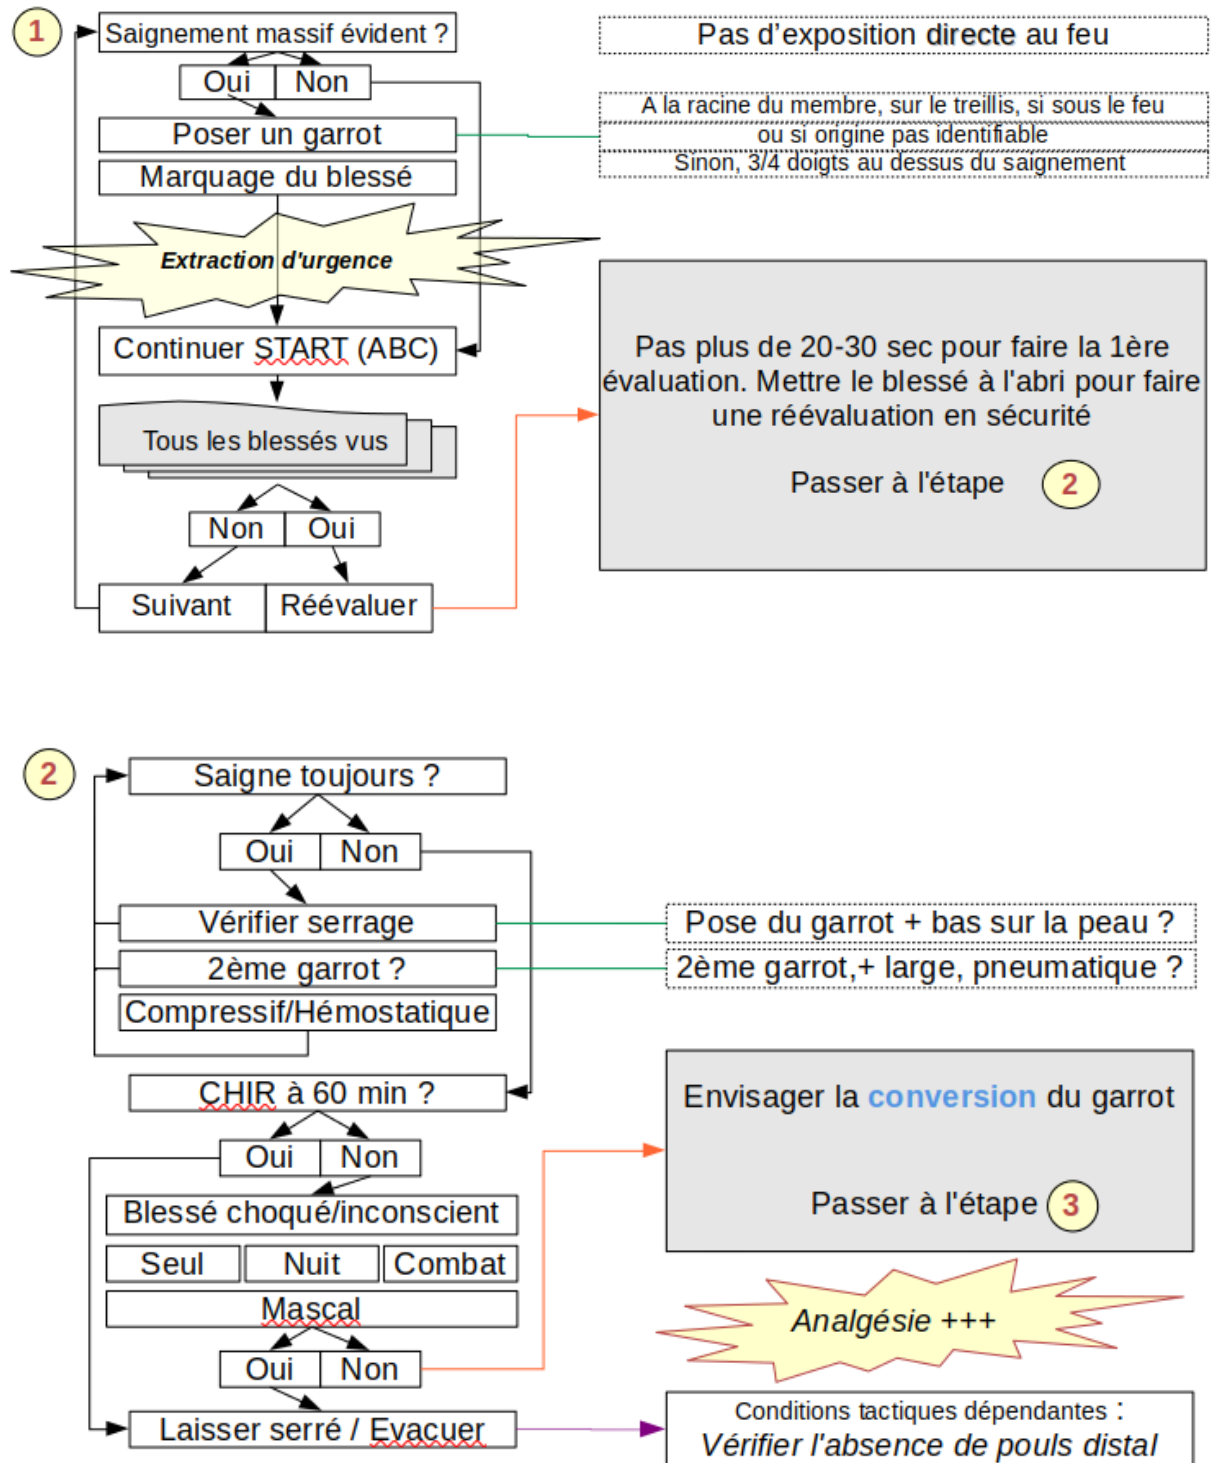 1
Saignement massif évident ?
Pas d’exposition directe au feu
Oui
Non
A la racine du membre, sur le treillis, si sous le feu
Poser un garrot
ou si origine pas identifiable
Sinon, 3/4 doigts au dessus du saignement
Marquage du blessé
Extraction d'urgence
Continuer START (ABC)
Pas plus de 20-30 sec pour faire la 1ère
évaluation. Mettre le blessé à l'abri pour faire
une réévaluation en sécurité
Tous les blessés vus
Passer à l'étape 2
Non
Oui
Suivant
Réévaluer
2
Saigne toujours ?
Oui
Non
Vérifier serrage
Pose du garrot + bas sur la peau ?
2ème garrot ?
2ème garrot,+ large, pneumatique ?
Compressif/Hémostatique
CHIR à 60 min ?
Envisager la conversion du garrot
Oui
Non
Passer à l'étape 3
Blessé choqué/inconscient
Seul
Nuit
Combat
Mascal
Analgésie +++
Oui
Non
Laisser serré / Evacuer
Conditions tactiques dépendantes :
Vérifier l'absence de pouls distal